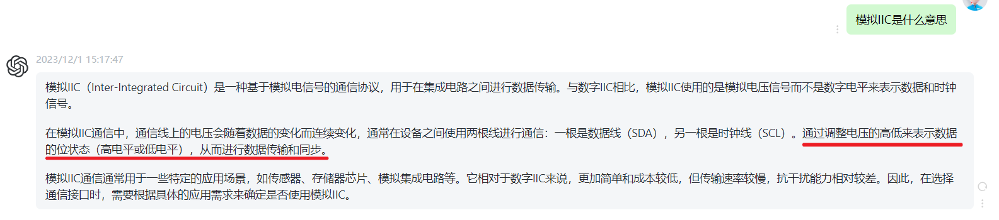 模拟IIC是什么意思
2023/12/1 15:17:47
模拟IIC（Inter-Integrated Circuit）是一种基于模拟电信号的通信协议，用于在集成电路之间进行数据传输。与数字IIC相比，模拟IIC使用的是模拟电压信号而不是数字电平来表示数据和时钟
信号。
在模拟IIC通信中，通信线上的电压会随着数据的变化而连续变化，通常在设备之间使用两根线进行通信：一根是数据线（SDA），另一根是时钟线（SCL）。通过调整电压的高低来表示数据
的位状态（高电平或低电平），从而进行数据传输和同步。
模拟IIC通信通常用于一些特定的应用场景，如传感器、存储器芯片、模拟集成电路等。它相对于数字IIC来说，更加简单和成本较低，但传输速率较慢，抗干扰能力相对较差。因此，在选择
通信接口时，需要根据具体的应用需求来确定是否使用模拟IIC。